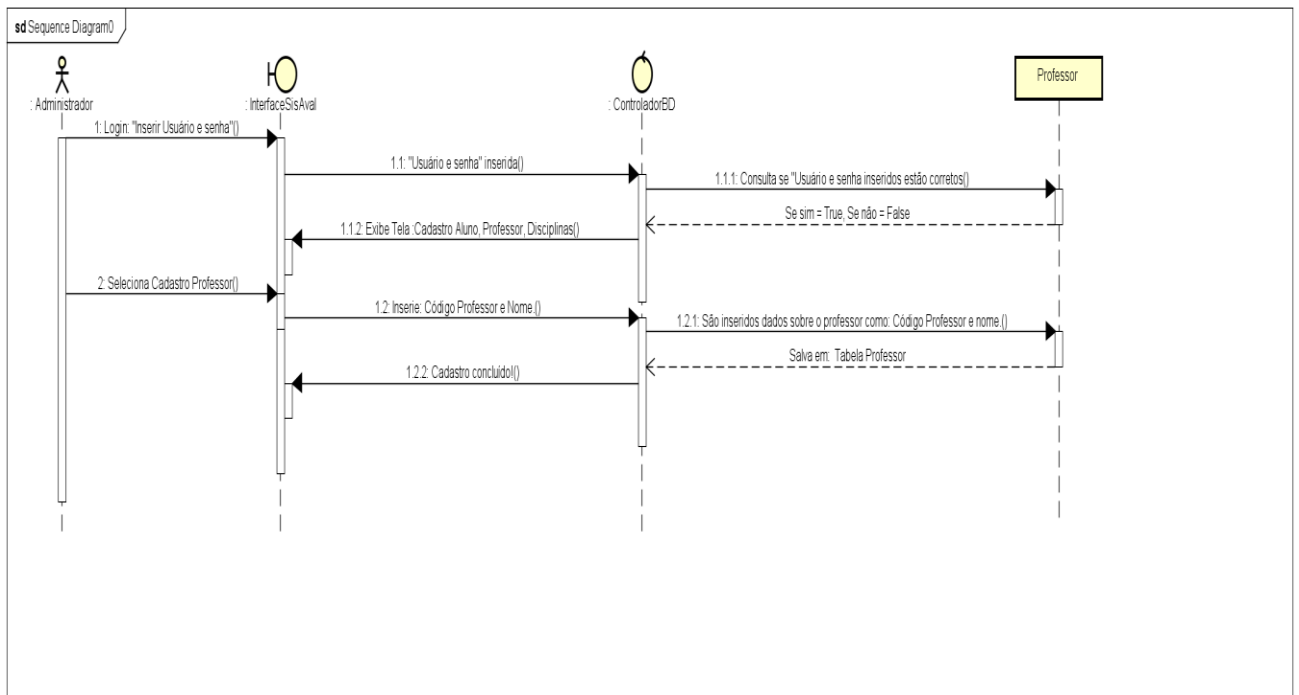 sd Sequence Diagram0
: Administrador
: InterfaceSisAval
: ControladorBD
Professor
1: Login: "Inserir Usuário e senha"()
1.1: "Usuário e senha" inserida()
1.1.1: Consulta se "Usuário e senha inseridos estão corretos()
Se sim = True, Se não = False
1.1.2: Exibe Tela :Cadastro Aluno, Professor, Disciplinas()
2: Seleciona Cadastro Professor()
1.2: Inserie: Código Professor e Nome.()
1.2.1: São inseridos dados sobre o professor como: Código Professor e nome.()
Salva em: Tabela Professor
1.2.2: Cadastro concluído!()